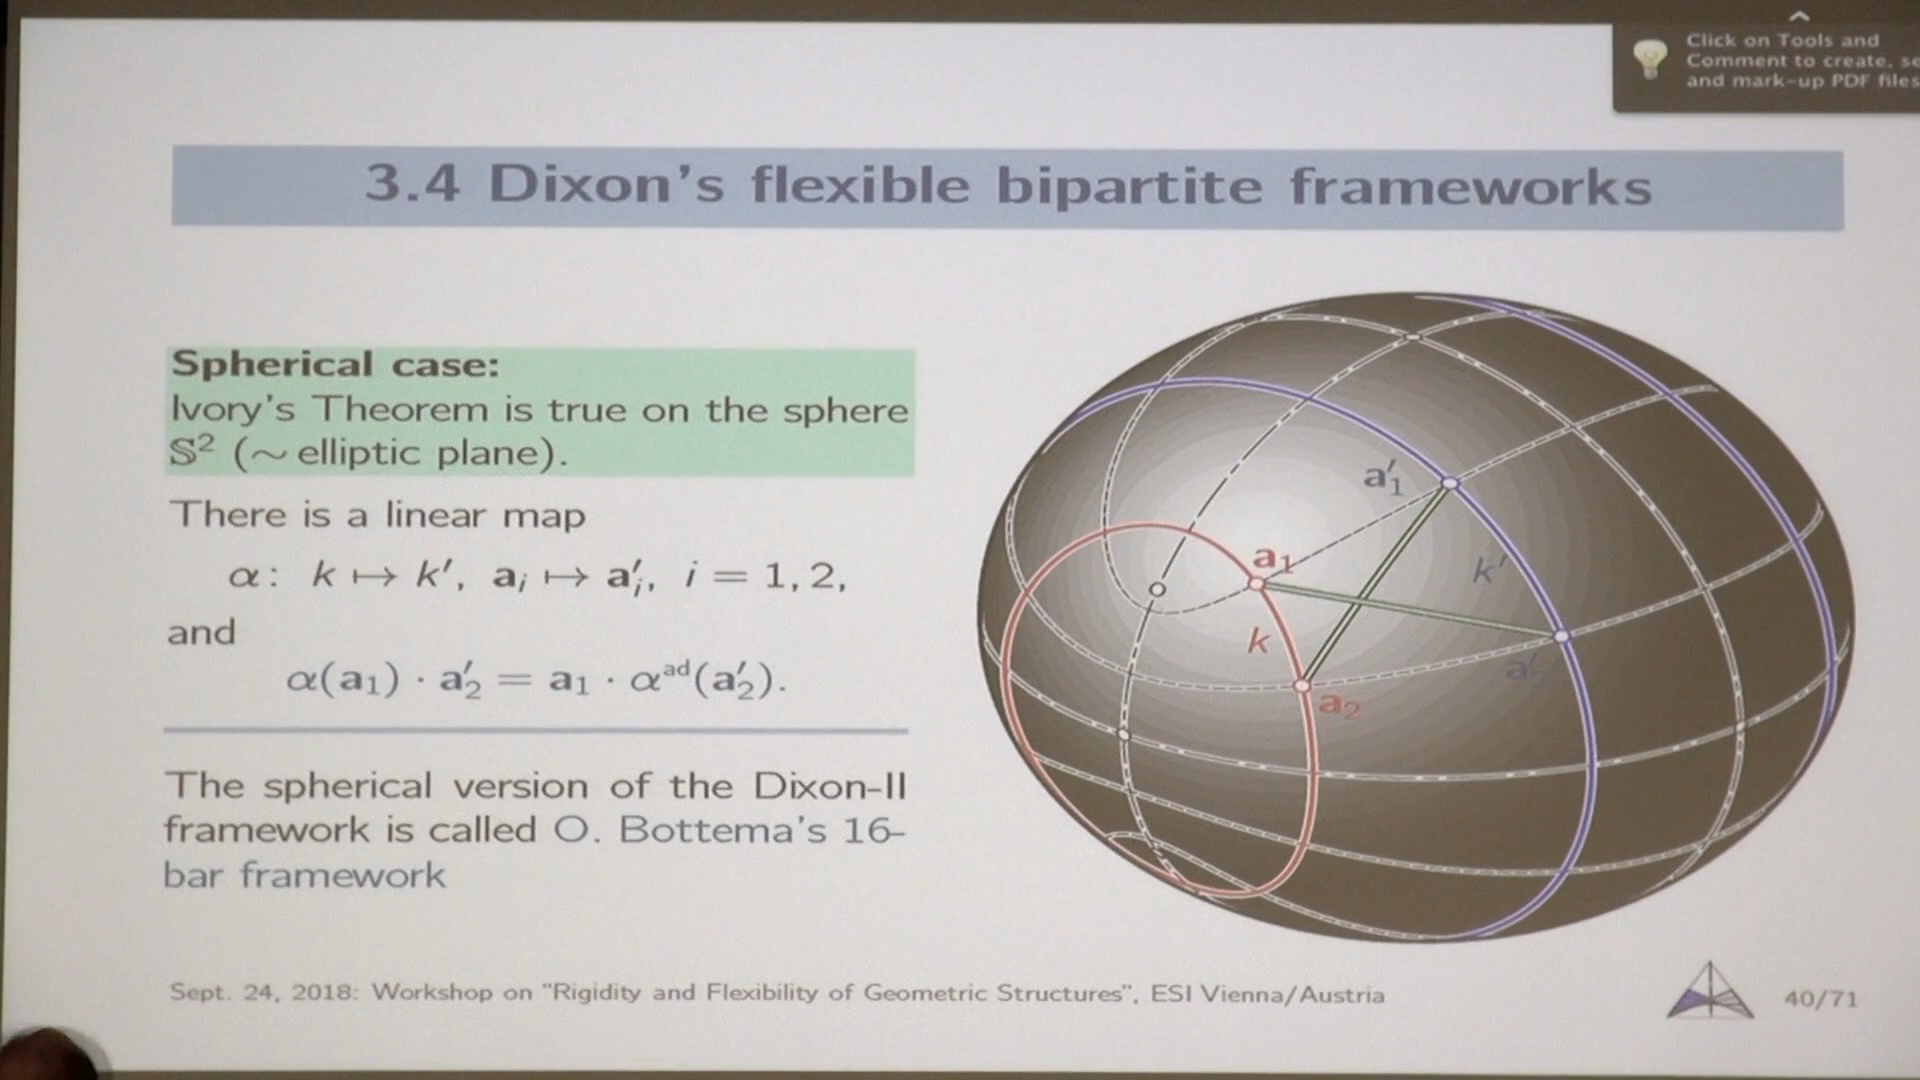 Click on Tools and
Comment to create, se
and mark-up PDF files
3.4 Dixon's flexible bipartite frameworks
Spherical case:
Ivory's Theorem is true on the sphere
𝕊² (∼ elliptic plane).
There is a linear map
α: k ↦ k′, aᵢ ↦ a′ᵢ, i = 1, 2,
and
α(a₁) · a′₂ = a₁ · αᵃᵈ(a′₂).
The spherical version of the Dixon-II
framework is called O. Bottema's 16-
bar framework
a′₁
a₁
k′
k
a′₂
a₂
Sept. 24, 2018: Workshop on "Rigidity and Flexibility of Geometric Structures", ESI Vienna/Austria
40/71